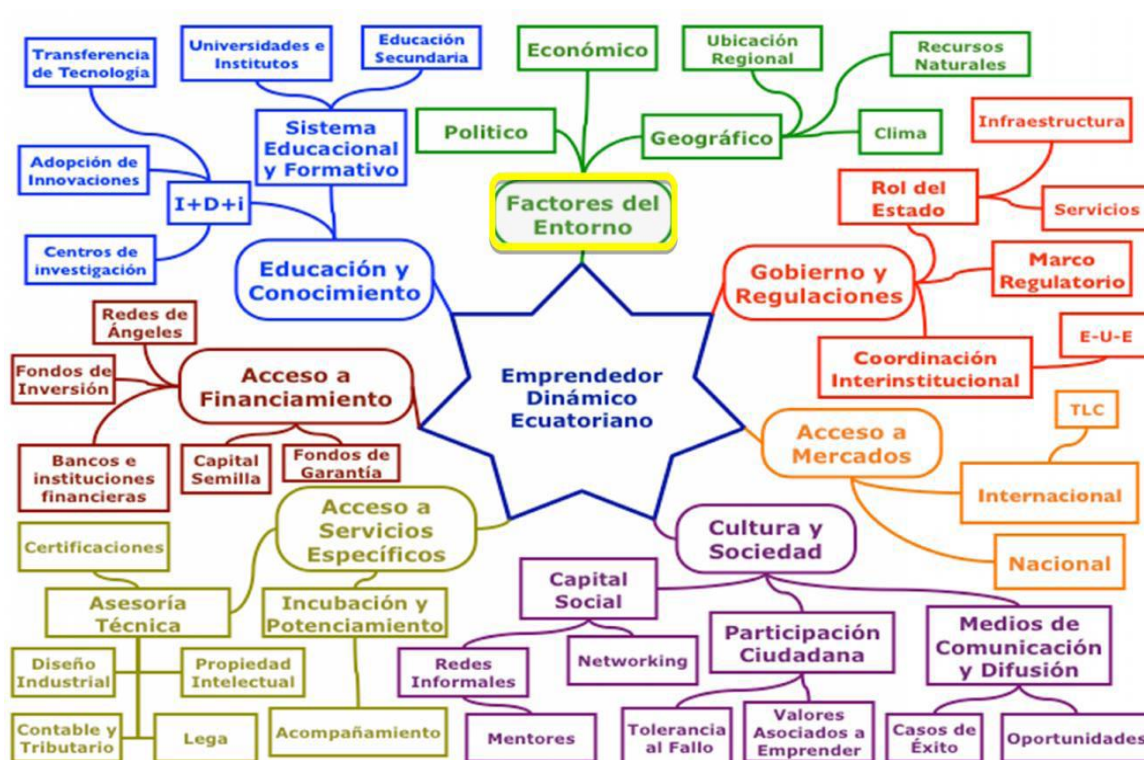 Transferencia
de Tecnología
Universidades e
Institutos
Educación
Secundaria
Sistema
Educacional
y Formativo
Adopción de
Innovaciones
I+D+i
Centros de
investigación
Educación y
Conocimiento
Económico
Ubicación
Regional
Recursos
Naturales
Politico
Geográfico
Clima
Factores del
Entorno
Infraestructura
Rol del
Estado
Servicios
Gobierno y
Regulaciones
Marco
Regulatorio
Coordinación
Interinstitucional
E-U-E
Redes de
Ángeles
Fondos de
Inversión
Acceso a
Financiamiento
Bancos e
instituciones
financieras
Capital
Semilla
Fondos de
Garantía
Emprendedor
Dinámico
Ecuatoriano
Acceso a
Mercados
TLC
Internacional
Nacional
Acceso a
Servicios
Específicos
Certificaciones
Asesoría
Técnica
Incubación y
Potenciamiento
Diseño
Industrial
Propiedad
Intelectual
Contable y
Tributario
Lega
Acompañamiento
Cultura y
Sociedad
Capital
Social
Participación
Ciudadana
Medios de
Comunicación
y Difusión
Redes
Informales
Networking
Mentores
Tolerancia
al Fallo
Valores
Asociados a
Emprender
Casos de
Éxito
Oportunidades